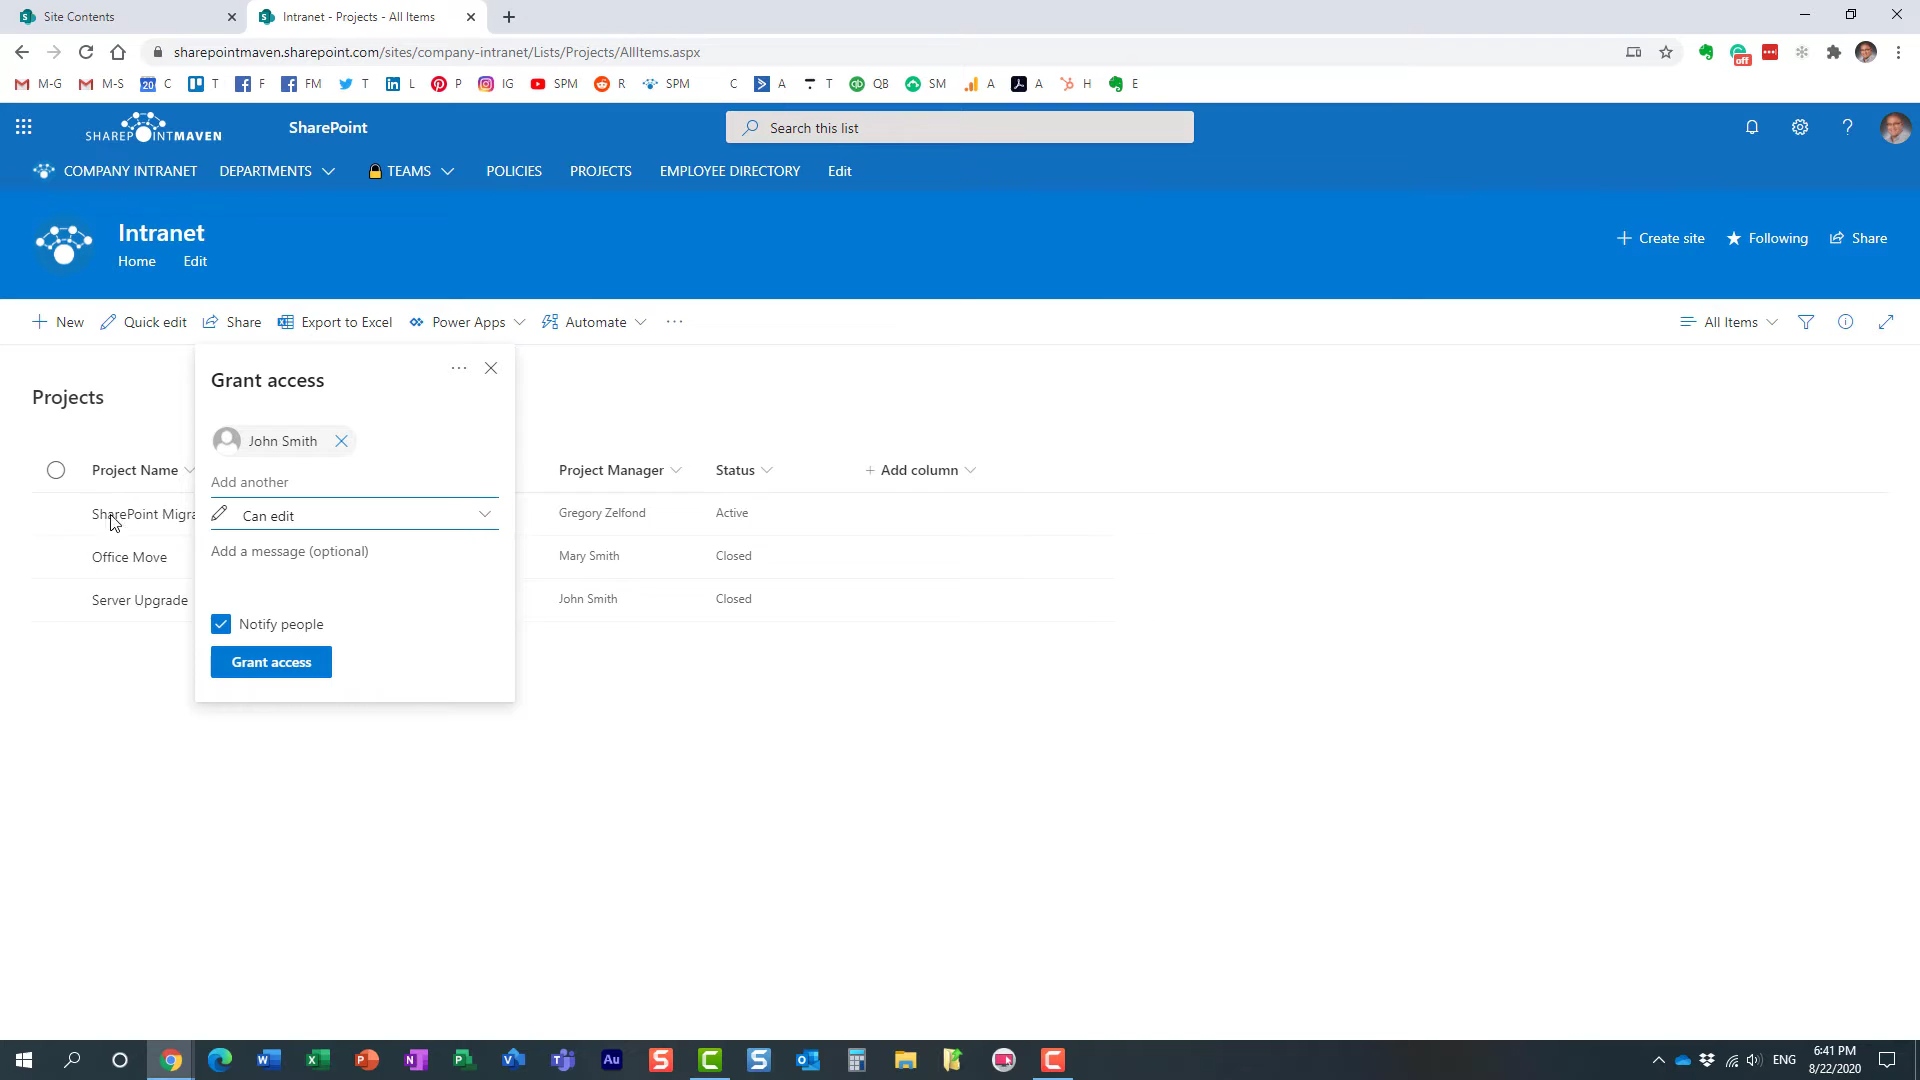 Site Contents
Intranet - Projects - All Items
sharepointmaven.sharepoint.com/sites/company-intranet/Lists/Projects/AllItems.aspx
off
M-G M-S 20 C T F FM T L P IG SPM R SPM C A T QB SM A A H E
SHAREPOINTMAVEN SharePoint Search this list
COMPANY INTRANET DEPARTMENTS TEAMS POLICIES PROJECTS EMPLOYEE DIRECTORY Edit
Intranet
Home Edit
Create site Following Share
New Quick edit Share Export to Excel Power Apps Automate ··· All Items
Grant access
John Smith
Add another
Can edit
Add a message (optional)
Notify people
Grant access
Projects
Project Name Project Manager Status + Add column
SharePoint Migra Gregory Zelfond Active
Office Move Mary Smith Closed
Server Upgrade John Smith Closed
ENG 6:41 PM
8/22/2020